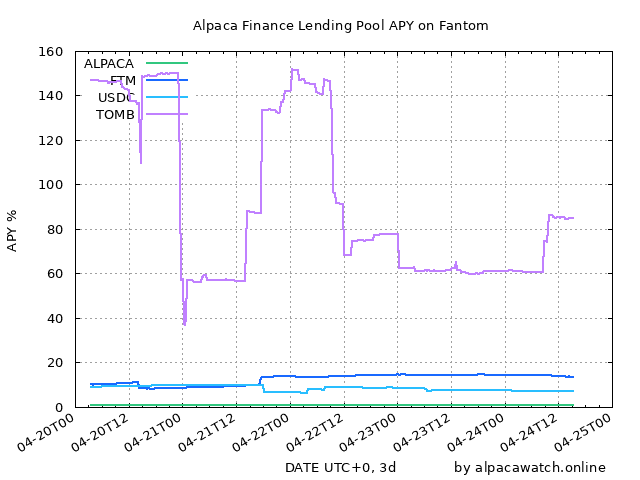 Alpaca Finance Lending Pool APY on Fantom
APY %
160
140
120
100
80
60
40
20
0
ALPACA
FTM
USDC
TOMB
04-20T00
04-20T12
04-21T00
04-21T12
04-22T00
04-22T12
04-23T00
04-23T12
04-24T00
04-24T12
04-25T00
DATE UTC+0, 3d
by alpacawatch.online